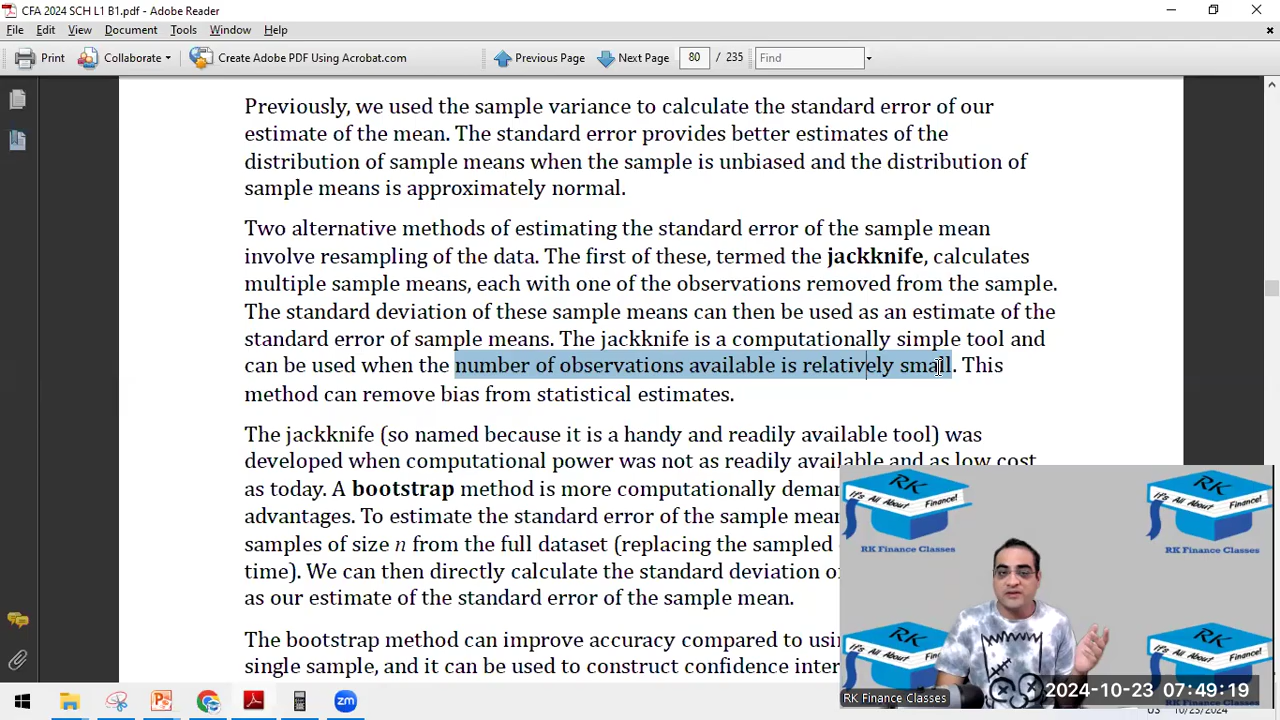 CFA 2024 SCH L1 B1.pdf - Adobe Reader
File Edit View Document Tools Window Help
Print Collaborate Create Adobe PDF Using Acrobat.com Previous Page Next Page 80 / 235 Find
Previously, we used the sample variance to calculate the standard error of our
estimate of the mean. The standard error provides better estimates of the
distribution of sample means when the sample is unbiased and the distribution of
sample means is approximately normal.
Two alternative methods of estimating the standard error of the sample mean
involve resampling of the data. The first of these, termed the jackknife, calculates
multiple sample means, each with one of the observations removed from the sample.
The standard deviation of these sample means can then be used as an estimate of the
standard error of sample means. The jackknife is a computationally simple tool and
can be used when the number of observations available is relatively small. This
method can remove bias from statistical estimates.
The jackknife (so named because it is a handy and readily available tool) was
developed when computational power was not as readily available and as low cost
as today. A bootstrap method is more computationally
advantages. To estimate the standard error of the sample
samples of size n from the full dataset (replacing the sampled
time). We can then directly calculate the standard deviation
as our estimate of the standard error of the sample mean.
The bootstrap method can improve accuracy compared to
single sample, and it can be used to construct confidence
RK
It's All About Finance!
RK Finance Classes
RK
It's All About Finance!
RK Finance Classes
RK
It's All About
RK
It's All About Finance!
RK Finance Classes
RK Finance Classes
2024-10-23 07:49:19
zm
US 10/23/2024